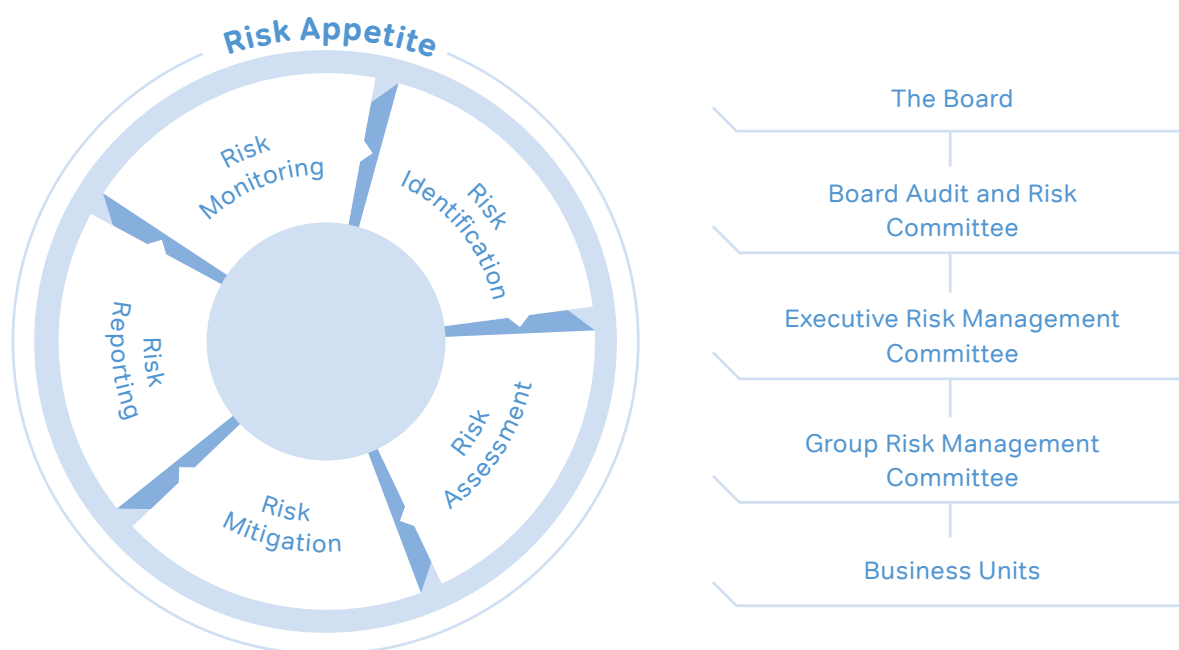 Risk Appetite
Risk
Monitoring
Risk
Identification
Risk
Assessment
Risk
Mitigation
Risk
Reporting
The Board
Board Audit and Risk
Committee
Executive Risk Management
Committee
Group Risk Management
Committee
Business Units